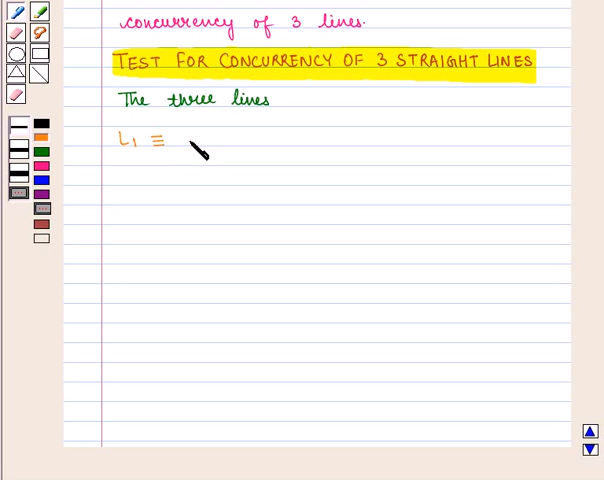 concurrency of 3 lines.
TEST FOR CONCURRENCY OF 3 STRAIGHT LINES
The three lines
L₁ ≡